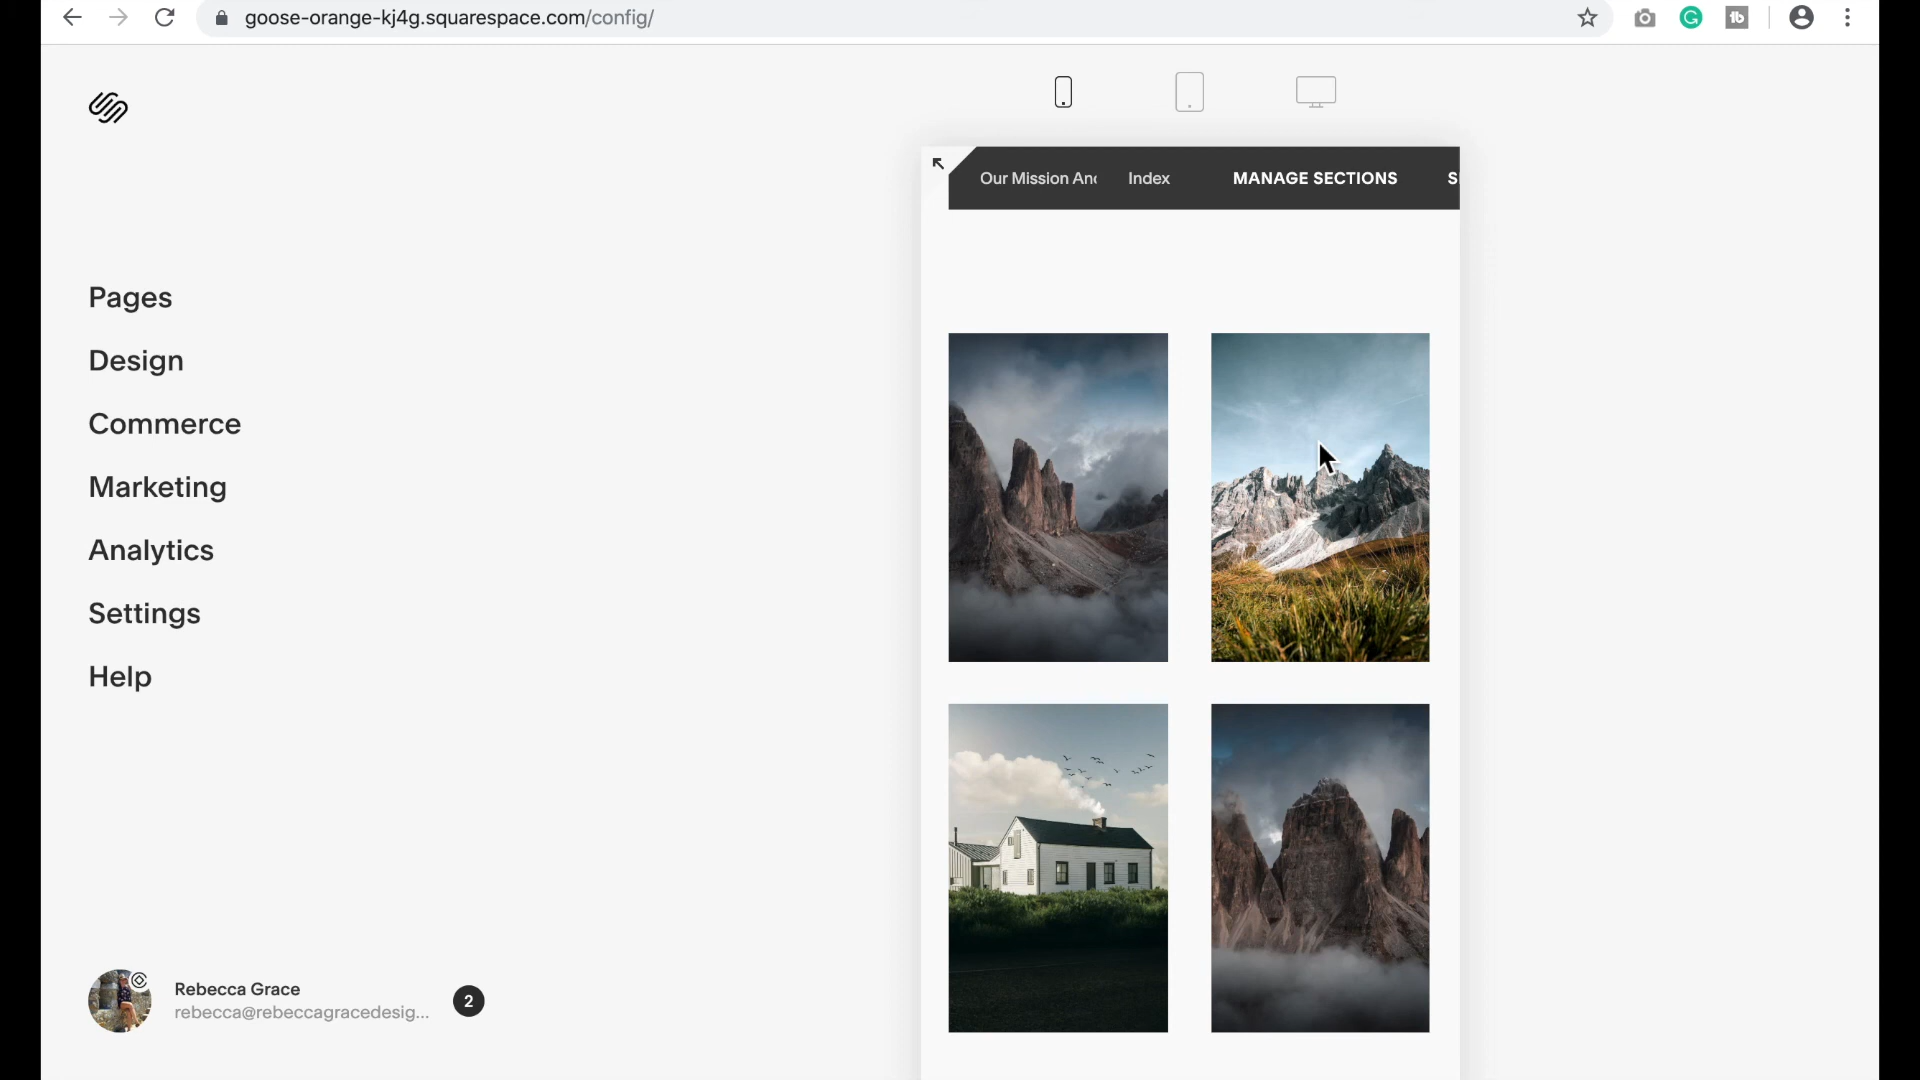 goose-orange-kj4g.squarespace.com/config/
Our Mission And
Index
MANAGE SECTIONS
Pages
Design
Commerce
Marketing
Analytics
Settings
Help
Rebecca Grace
rebecca@rebeccagracedesig...
2